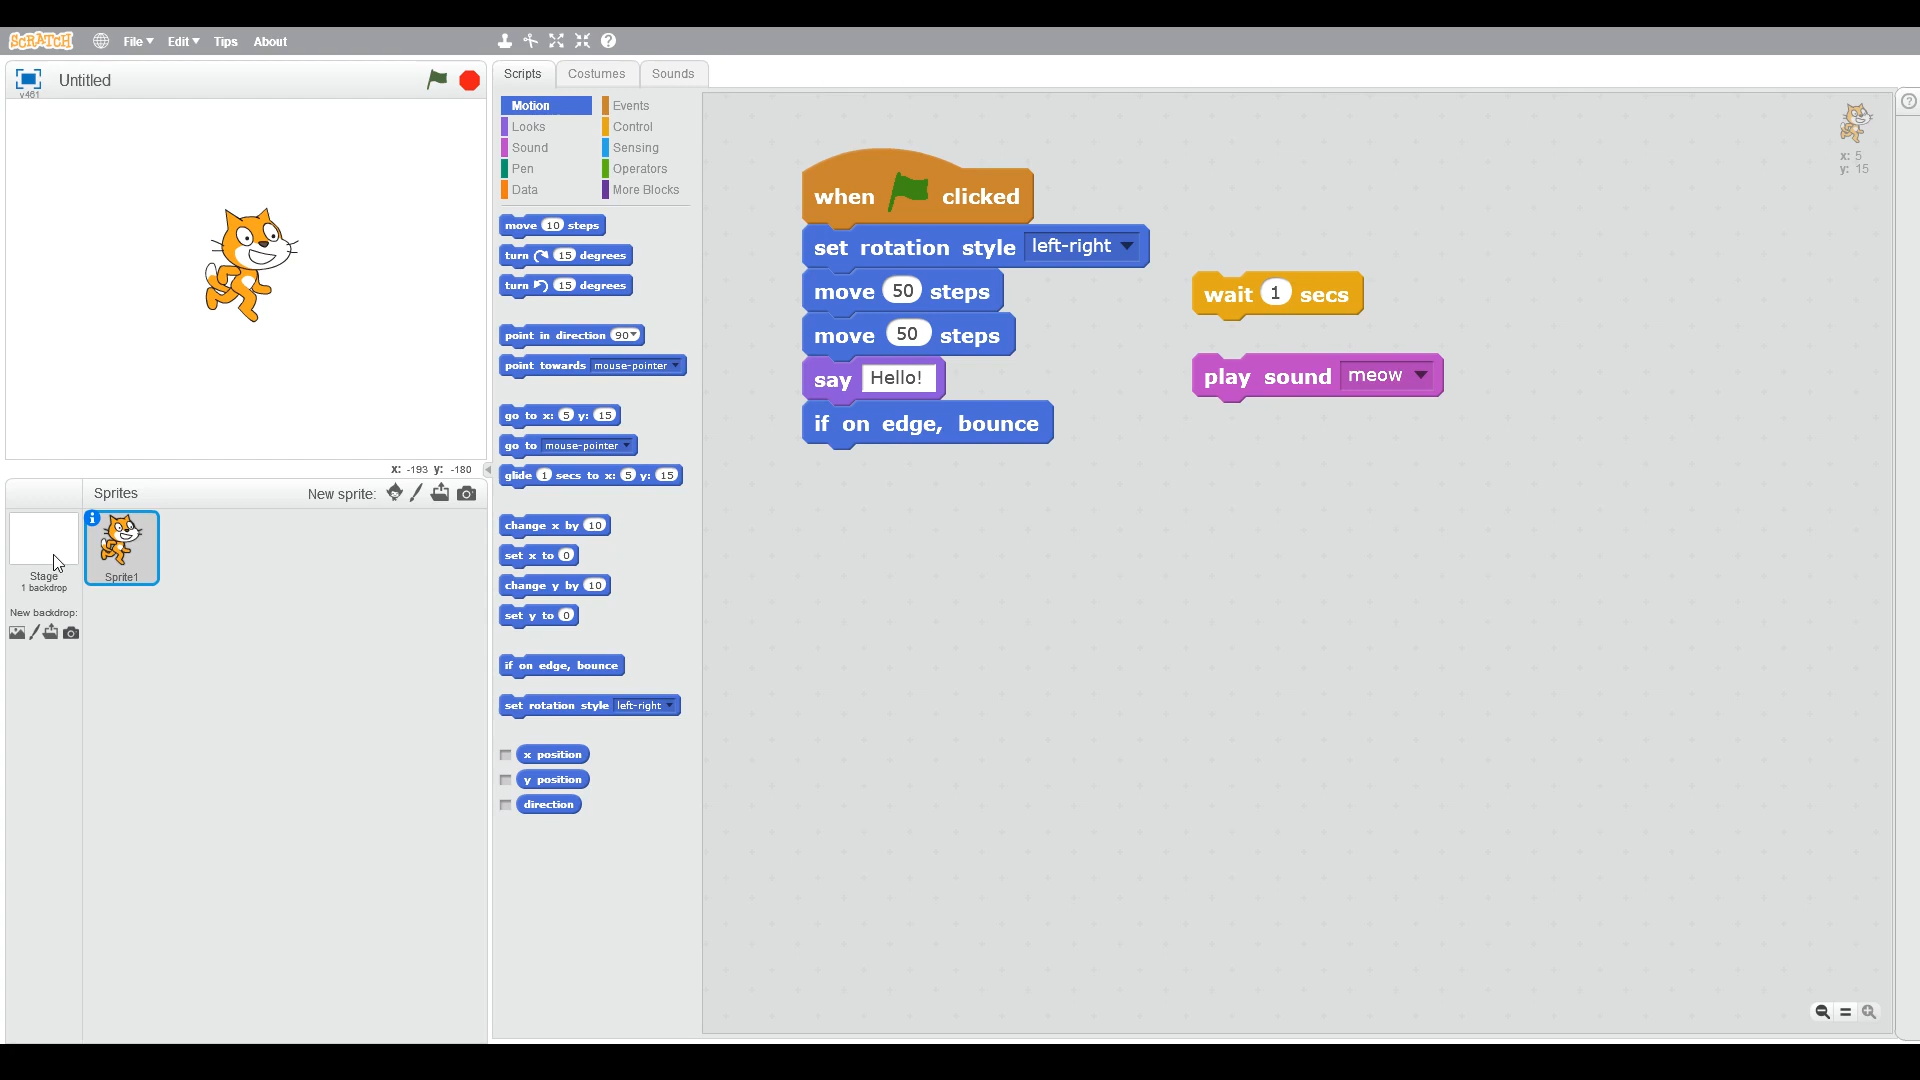 SCRATCH File Edit Tips About
v461 Untitled
Scripts Costumes Sounds
Motion Events
Looks Control
Sound Sensing
Pen Operators
Data More Blocks
move 10 steps
turn 15 degrees
turn 15 degrees
point in direction 90
point towards mouse-pointer
go to x: 5 y: 15
go to mouse-pointer
glide 1 secs to x: 5 y: 15
change x by 10
set x to 0
change y by 10
set y to 0
if on edge, bounce
set rotation style left-right
x position
y position
direction
when clicked
set rotation style left-right
move 50 steps
move 50 steps
say Hello!
if on edge, bounce
wait 1 secs
play sound meow
x: 5
y: 15
x: -193 y: -180
Sprites New sprite:
Stage
1 backdrop
New backdrop:
Sprite1